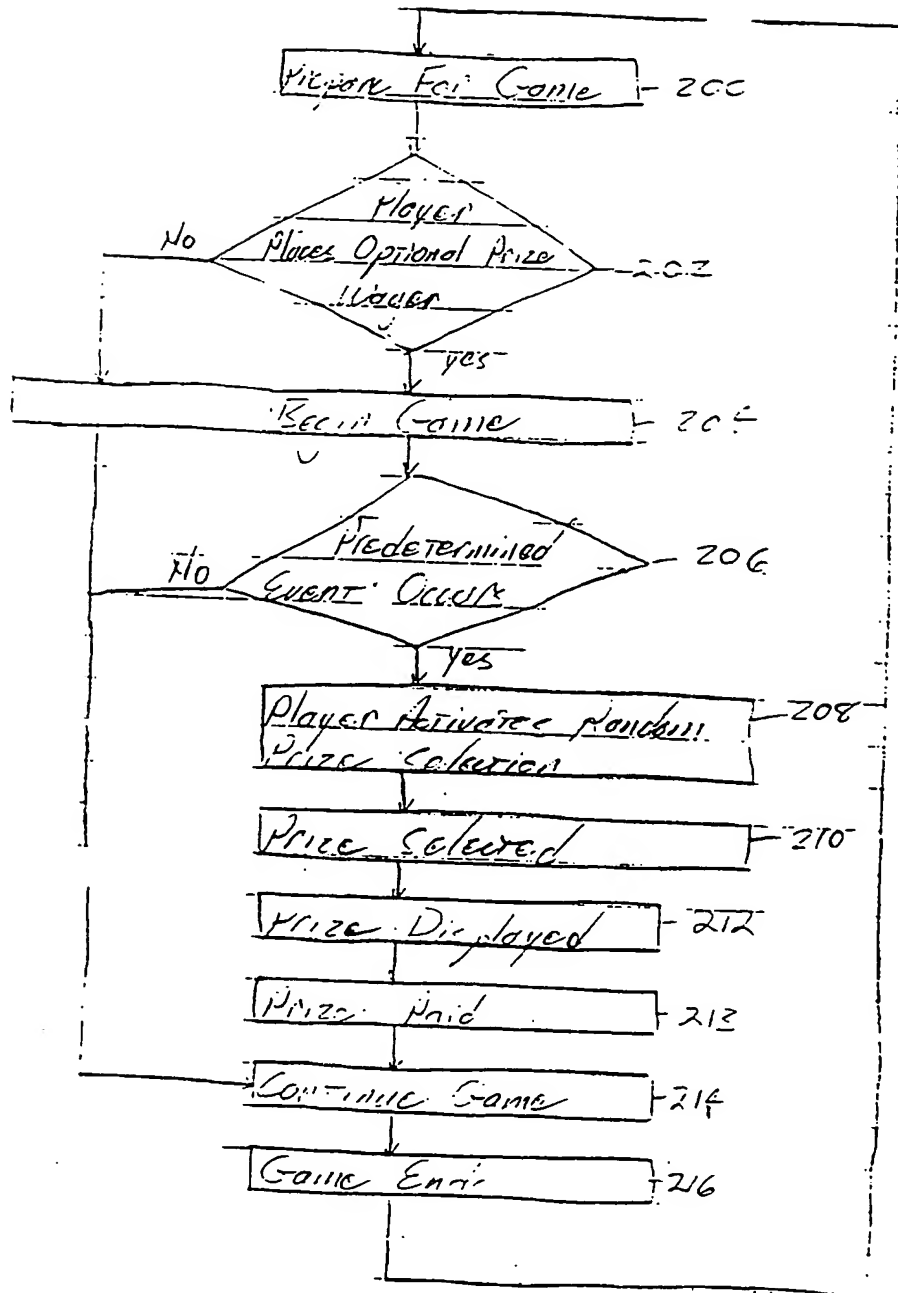 Prepare For Game 200
Player
No Places Optional Prize 202
Wager
yes
Begin Game 204
Predetermined 206
No Event Occur
yes
Player Activates Random 208
Prize Selection
Prize Selected 210
Prize Displayed 212
Prize Paid 213
Continue Game 214
Game Ends 216